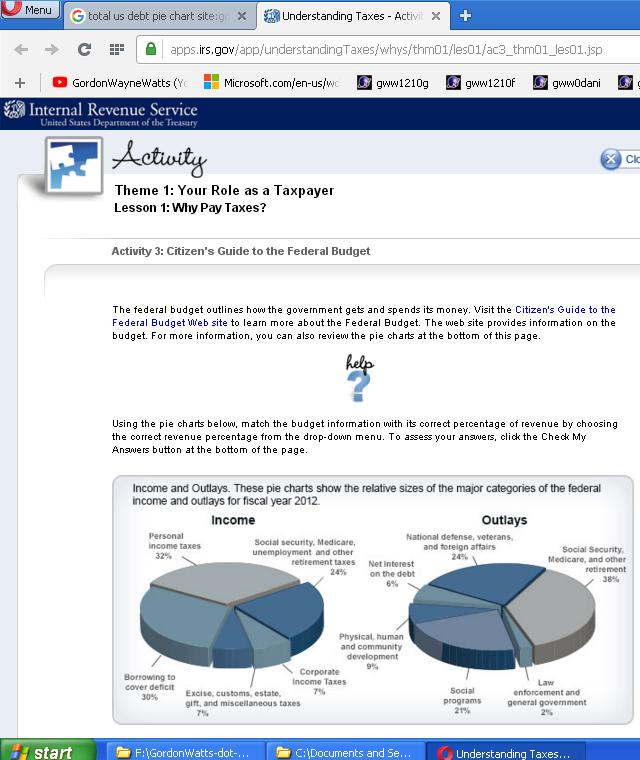 Menu
total us debt pie chart site:g
Understanding Taxes - Activi
apps.irs.gov/app/understandingTaxes/whys/thm01/les01/ac3_thm01_les01.jsp
GordonWayneWatts (Y
Microsoft.com/en-us/w
gww1210g
gww1210f
gww0dani
Internal Revenue Service
United States Department of the Treasury
Activity
Clo
Theme 1: Your Role as a Taxpayer
Lesson 1: Why Pay Taxes?
Activity 3: Citizen's Guide to the Federal Budget
The federal budget outlines how the government gets and spends its money. Visit the Citizen's Guide to the
Federal Budget Web site to learn more about the Federal Budget. The web site provides information on the
budget. For more information, you can also review the pie charts at the bottom of this page.
help
?
Using the pie charts below, match the budget information with its correct percentage of revenue by choosing
the correct revenue percentage from the drop-down menu. To assess your answers, click the Check My
Answers button at the bottom of the page.
Income and Outlays. These pie charts show the relative sizes of the major categories of the federal
income and outlays for fiscal year 2012.
Income
Personal
income taxes
32%
Social security, Medicare,
unemployment and other
retirement taxes
24%
Borrowing to
cover deficit
30%
Excise, customs, estate,
gift, and miscellaneous taxes
7%
Corporate
Income Taxes
7%
Outlays
National defense, veterans,
and foreign affairs
24%
Social Security,
Medicare, and other
retirement
38%
Net Interest
on the debt
6%
Physical, human
and community
development
9%
Social
programs
21%
Law
enforcement and
general government
2%
start
F:\GordonWatts-dot-...
C:\Documents and Se...
Understanding Taxes...